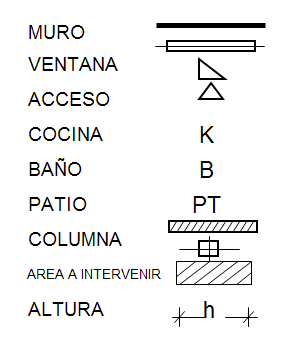 MURO
VENTANA
ACCESO
COCINA K
BAÑO B
PATIO PT
COLUMNA
AREA A INTERVENIR
ALTURA h